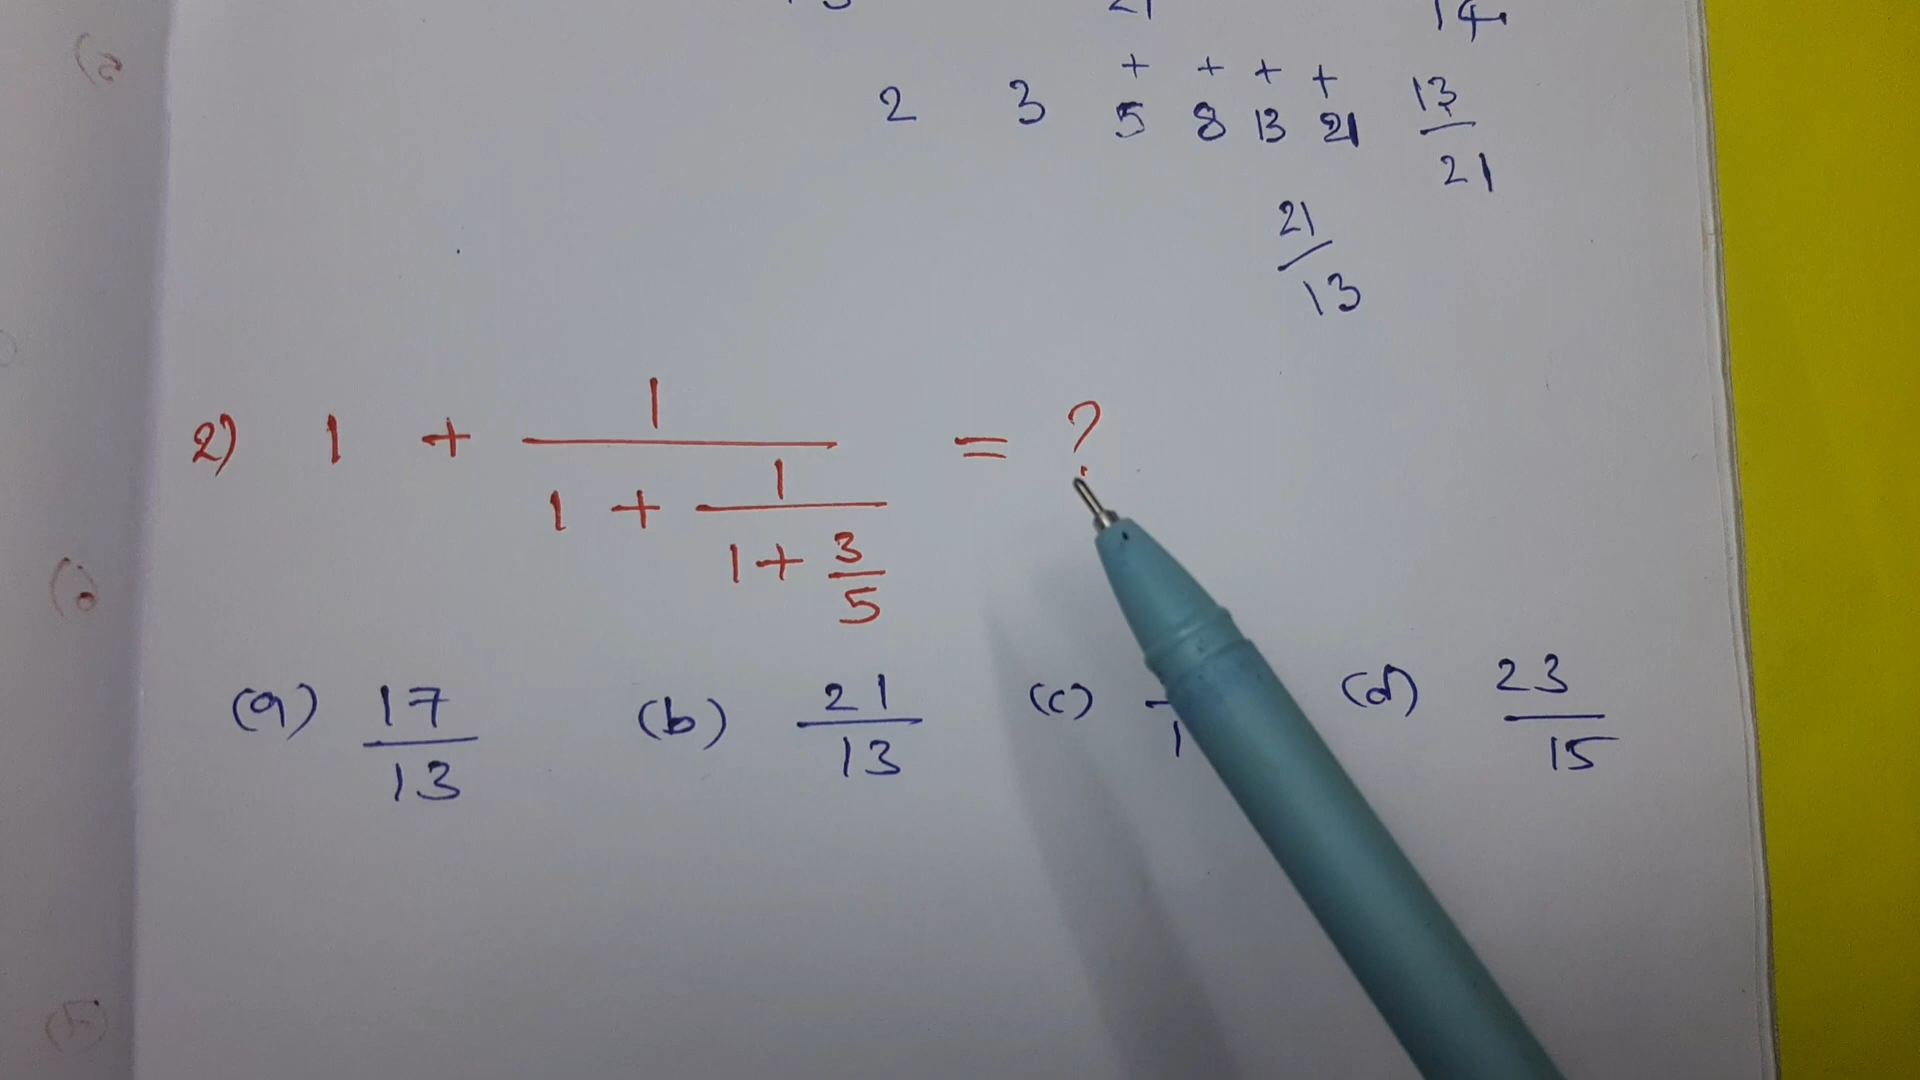 14
2 3 + 5 + 8 + 13 + 21 13/21
21/13
2) 1 + 1/(1 + 1/(1 + 3/5)) = ?
(a) 17/13 (b) 21/13 (c) (d) 23/15